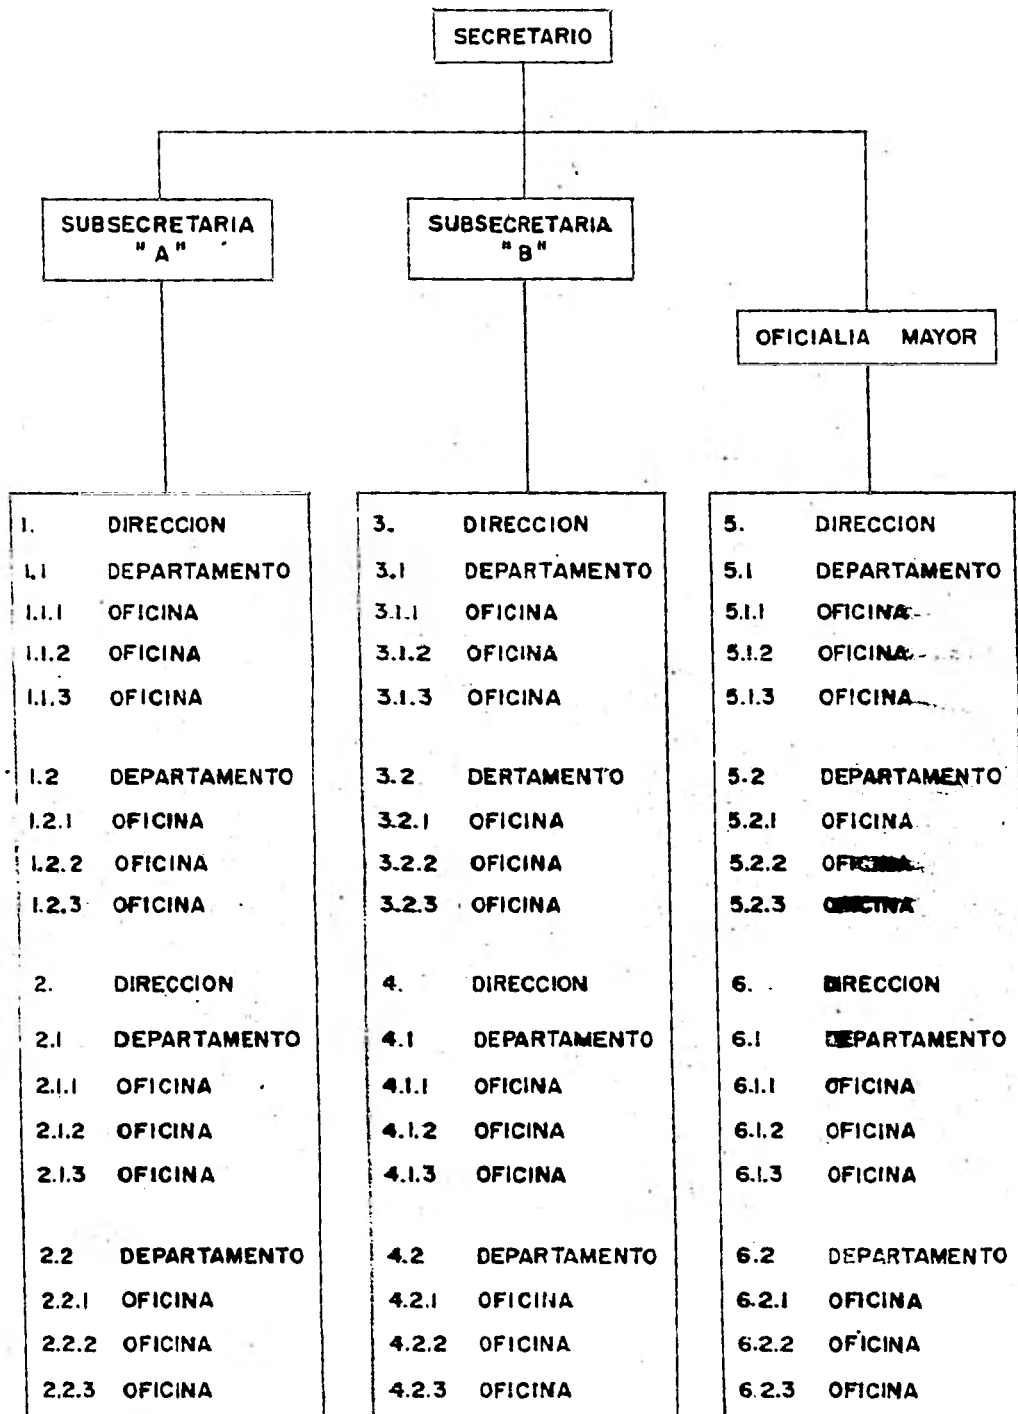 SECRETARIO
SUBSECRETARIA
"A"
SUBSECRETARIA
"B"
OFICIALIA MAYOR
1. DIRECCION
1.1 DEPARTAMENTO
1.1.1 OFICINA
1.1.2 OFICINA
1.1.3 OFICINA
1.2 DEPARTAMENTO
1.2.1 OFICINA
1.2.2 OFICINA
1.2.3 OFICINA
2. DIRECCION
2.1 DEPARTAMENTO
2.1.1 OFICINA
2.1.2 OFICINA
2.1.3 OFICINA
2.2 DEPARTAMENTO
2.2.1 OFICINA
2.2.2 OFICINA
2.2.3 OFICINA
3. DIRECCION
3.1 DEPARTAMENTO
3.1.1 OFICINA
3.1.2 OFICINA
3.1.3 OFICINA
3.2 DERTAMENTO
3.2.1 OFICINA
3.2.2 OFICINA
3.2.3 OFICINA
4. DIRECCION
4.1 DEPARTAMENTO
4.1.1 OFICINA
4.1.2 OFICINA
4.1.3 OFICINA
4.2 DEPARTAMENTO
4.2.1 OFICINA
4.2.2 OFICINA
4.2.3 OFICINA
5. DIRECCION
5.1 DEPARTAMENTO
5.1.1 OFICINA
5.1.2 OFICINA
5.1.3 OFICINA
5.2 DEPARTAMENTO
5.2.1 OFICINA
5.2.2 OFICINA
5.2.3 OFICINA
6. DIRECCION
6.1 DEPARTAMENTO
6.1.1 OFICINA
6.1.2 OFICINA
6.1.3 OFICINA
6.2 DEPARTAMENTO
6.2.1 OFICINA
6.2.2 OFICINA
6.2.3 OFICINA